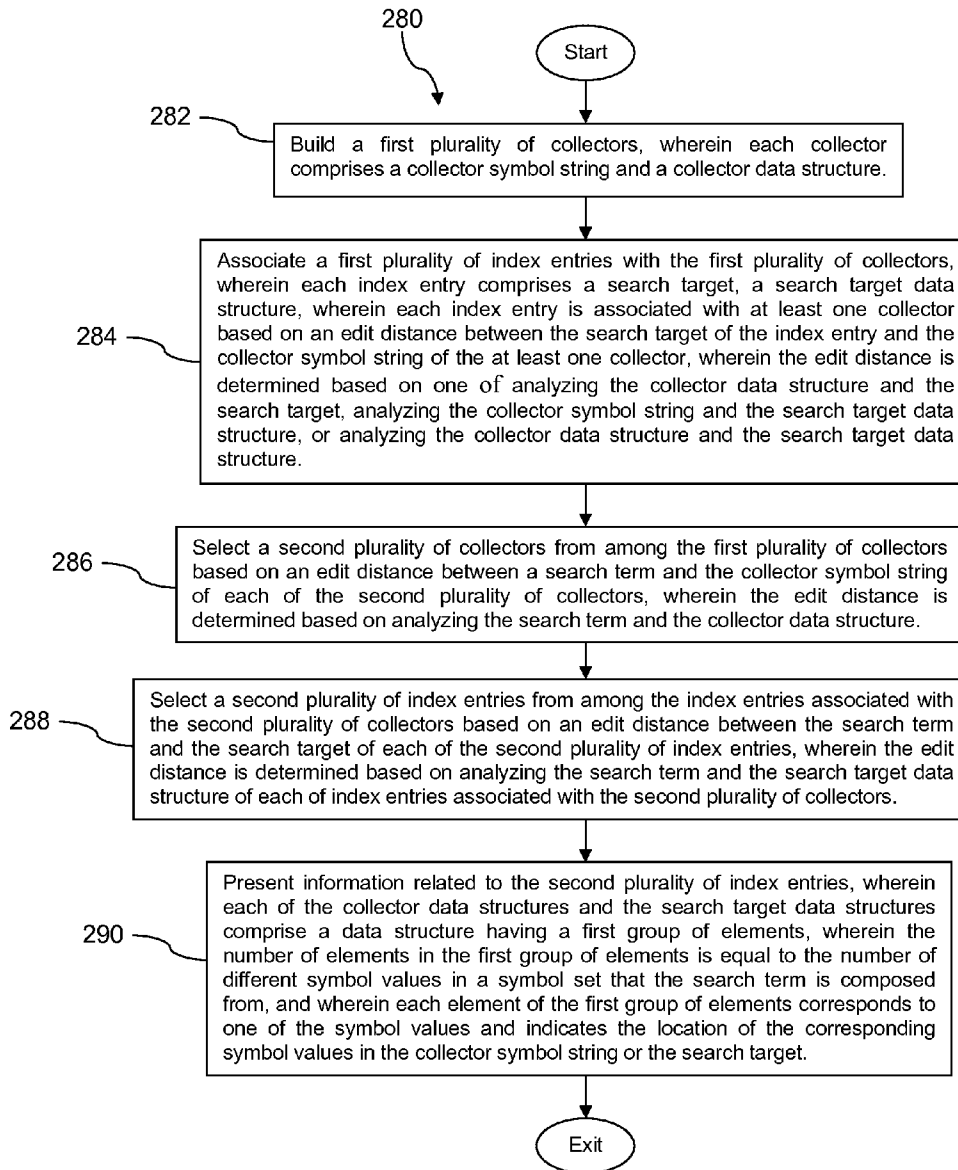 280
Start
282
Build a first plurality of collectors, wherein each collector
comprises a collector symbol string and a collector data structure.
284
Associate a first plurality of index entries with the first plurality of collectors,
wherein each index entry comprises a search target, a search target data
structure, wherein each index entry is associated with at least one collector
based on an edit distance between the search target of the index entry and the
collector symbol string of the at least one collector, wherein the edit distance is
determined based on one of analyzing the collector data structure and the
search target, analyzing the collector symbol string and the search target data
structure, or analyzing the collector data structure and the search target data
structure.
286
Select a second plurality of collectors from among the first plurality of collectors
based on an edit distance between a search term and the collector symbol string
of each of the second plurality of collectors, wherein the edit distance is
determined based on analyzing the search term and the collector data structure.
288
Select a second plurality of index entries from among the index entries associated with
the second plurality of collectors based on an edit distance between the search term
and the search target of each of the second plurality of index entries, wherein the edit
distance is determined based on analyzing the search term and the search target data
structure of each of index entries associated with the second plurality of collectors.
290
Present information related to the second plurality of index entries, wherein
each of the collector data structures and the search target data structures
comprise a data structure having a first group of elements, wherein the
number of elements in the first group of elements is equal to the number of
different symbol values in a symbol set that the search term is composed
from, and wherein each element of the first group of elements corresponds to
one of the symbol values and indicates the location of the corresponding
symbol values in the collector symbol string or the search target.
Exit